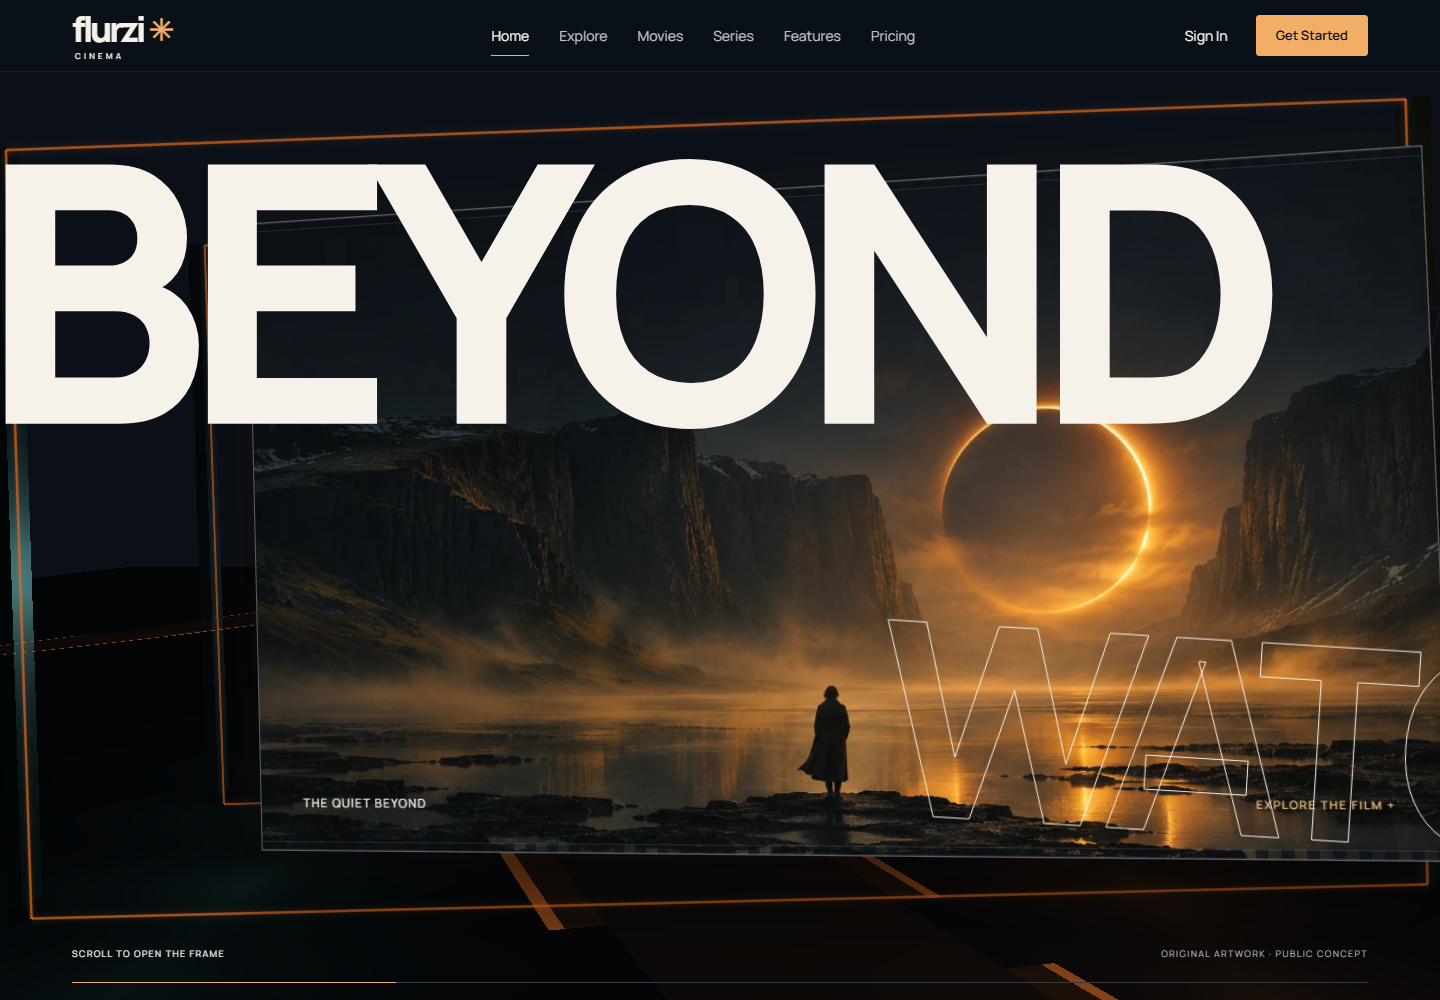 flurzi
CINEMA
Home
Explore
Movies
Series
Features
Pricing
Sign In
Get Started
BEYOND
WATC
THE QUIET BEYOND
EXPLORE THE FILM +
SCROLL TO OPEN THE FRAME
ORIGINAL ARTWORK · PUBLIC CONCEPT